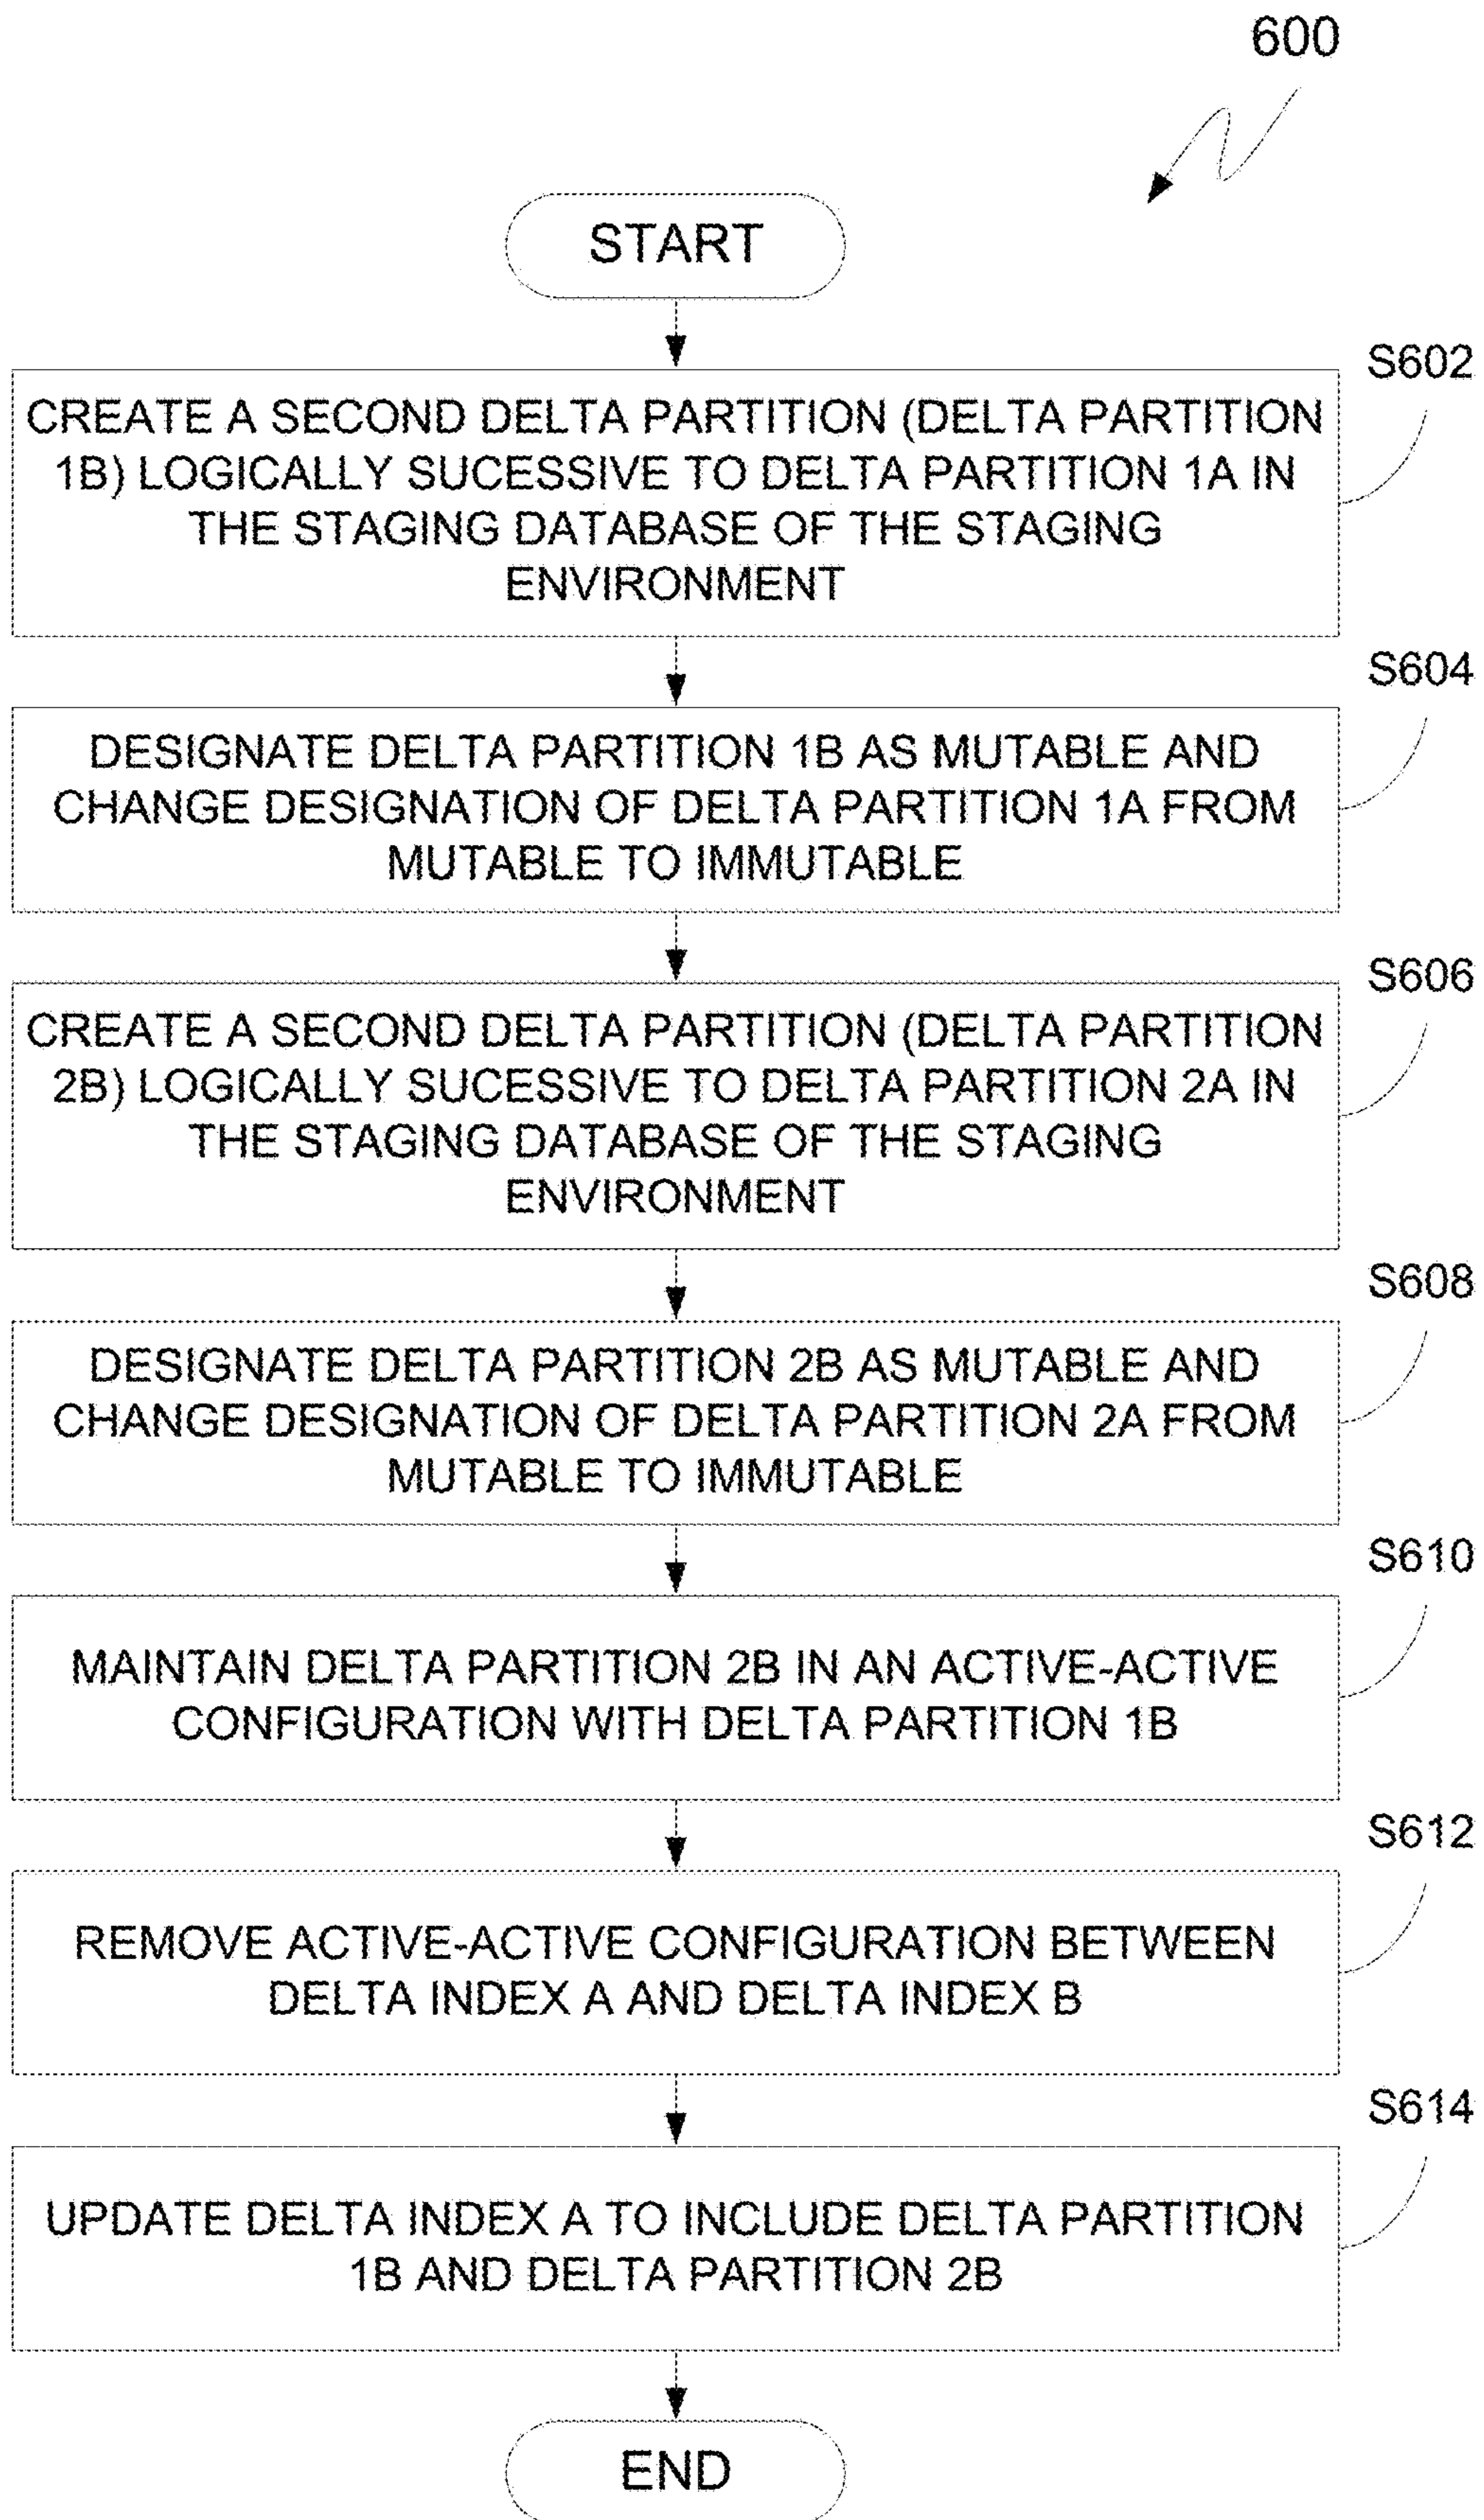 600
START
S602
CREATE A SECOND DELTA PARTITION (DELTA PARTITION
1B) LOGICALLY SUCESSIVE TO DELTA PARTITION 1A IN
THE STAGING DATABASE OF THE STAGING
ENVIRONMENT
S604
DESIGNATE DELTA PARTITION 1B AS MUTABLE AND
CHANGE DESIGNATION OF DELTA PARTITION 1A FROM
MUTABLE TO IMMUTABLE
S606
CREATE A SECOND DELTA PARTITION (DELTA PARTITION
2B) LOGICALLY SUCESSIVE TO DELTA PARTITION 2A IN
THE STAGING DATABASE OF THE STAGING
ENVIRONMENT
S608
DESIGNATE DELTA PARTITION 2B AS MUTABLE AND
CHANGE DESIGNATION OF DELTA PARTITION 2A FROM
MUTABLE TO IMMUTABLE
S610
MAINTAIN DELTA PARTITION 2B IN AN ACTIVE-ACTIVE
CONFIGURATION WITH DELTA PARTITION 1B
S612
REMOVE ACTIVE-ACTIVE CONFIGURATION BETWEEN
DELTA INDEX A AND DELTA INDEX B
S614
UPDATE DELTA INDEX A TO INCLUDE DELTA PARTITION
1B AND DELTA PARTITION 2B
END